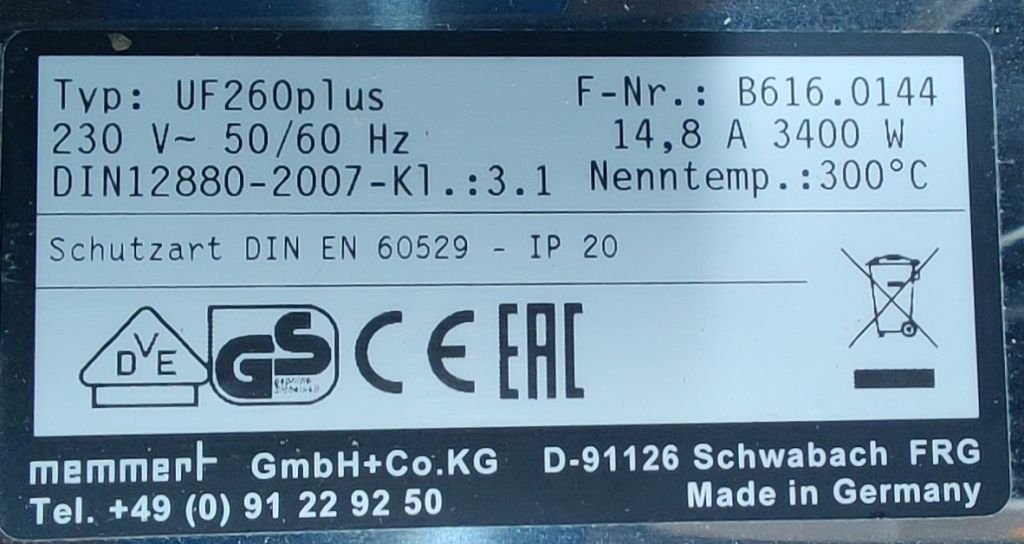 Typ: UF260plus F-Nr.: B616.0144
230 V~ 50/60 Hz 14,8 A 3400 W
DIN12880-2007-Kl.:3.1 Nenntemp.:300°C
Schutzart DIN EN 60529 - IP 20
DVE GS geprüfte Sicherheit CE EAC
memmert GmbH+Co.KG D-91126 Schwabach FRG
Tel. +49 (0) 91 22 92 50 Made in Germany